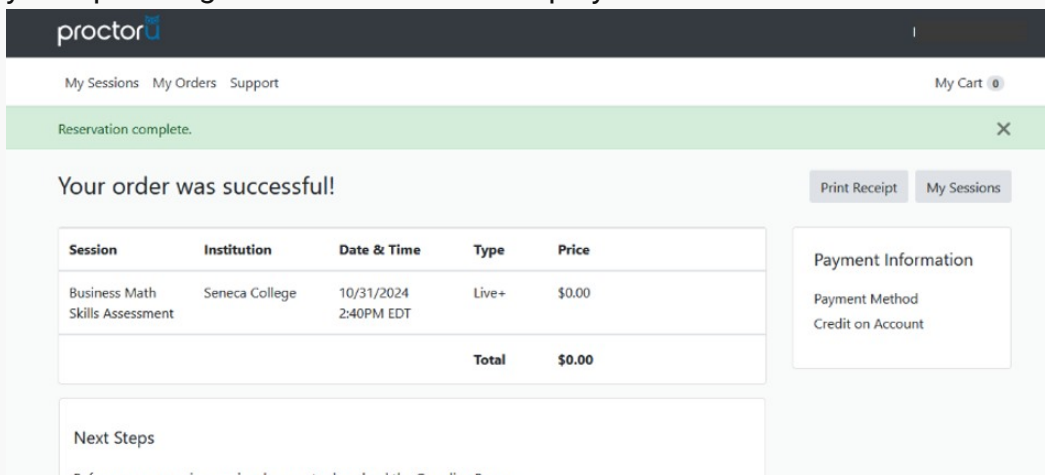 proctoru
My Sessions My Orders Support My Cart 0
Reservation complete. ×
Your order was successful! Print Receipt My Sessions
Session Institution Date & Time Type Price
Business Math Seneca College 10/31/2024 Live+ $0.00
Skills Assessment 2:40PM EDT
Total $0.00
Payment Information
Payment Method
Credit on Account
Next Steps